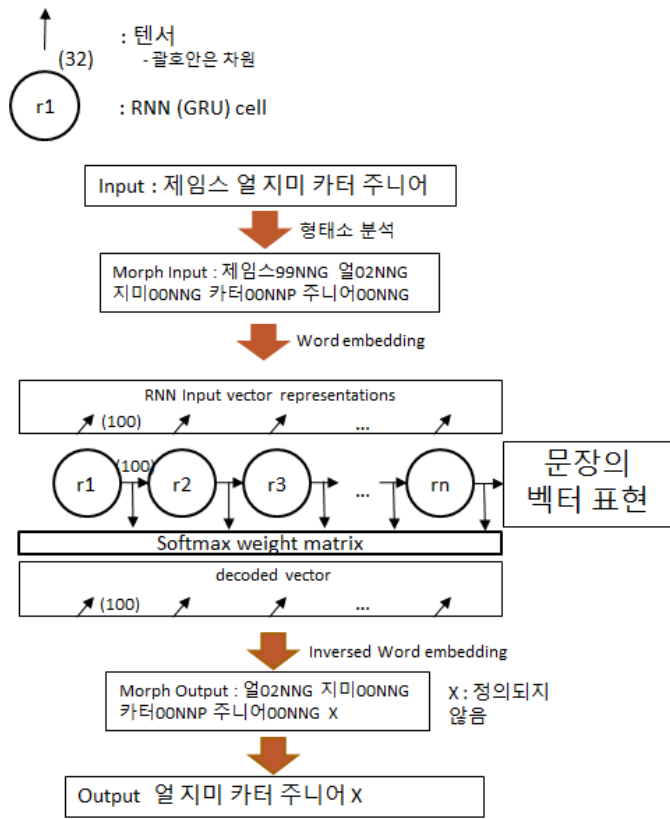 : 텐서
(32)
- 괄호안은 차원
r1
: RNN (GRU) cell
Input : 제임스 얼 지미 카터 주니어
형태소 분석
Morph Input : 제임스99NNG 얼02NNG
지미00NNG 카터00NNP 주니어00NNG
Word embedding
RNN Input vector representations
(100)
...
(100)
r1
r2
r3
...
rn
문장의
벡터 표현
Softmax weight matrix
decoded vector
(100)
...
Inversed Word embedding
Morph Output : 얼02NNG 지미00NNG
카터00NNP 주니어00NNG X
X : 정의되지
않음
Output 얼 지미 카터 주니어 X